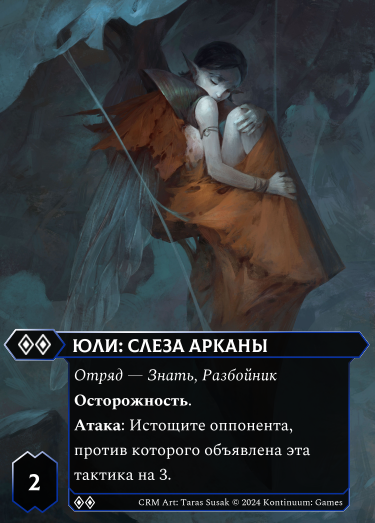 ЮЛИ: СЛЕЗА АРКАНЫ
Отряд — Знать, Разбойник
Осторожность.
Атака: Истощите оппонента,
против которого объявлена эта
тактика на 3.
2
CRM Art: Taras Susak © 2024 Kontinuum: Games